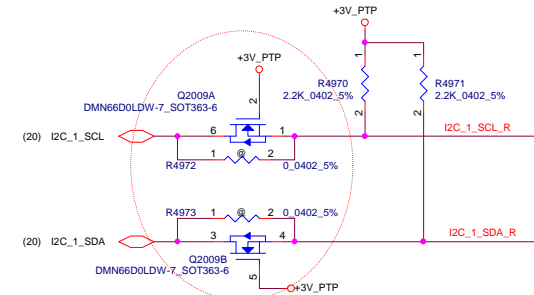 +3V_PTP
+3V_PTP
Q2009A
DMN66D0LDW-7_SOT363-6
2
1
1
R4970
2.2K_0402_5%
R4971
2.2K_0402_5%
2
2
(20) I2C_1_SCL
6
1
I2C_1_SCL_R
1
@
2
R4972
0_0402_5%
R4973
1
@
2
0_0402_5%
(20) I2C_1_SDA
3
4
I2C_1_SDA_R
Q2009B
DMN66D0LDW-7_SOT363-6
5
+3V_PTP